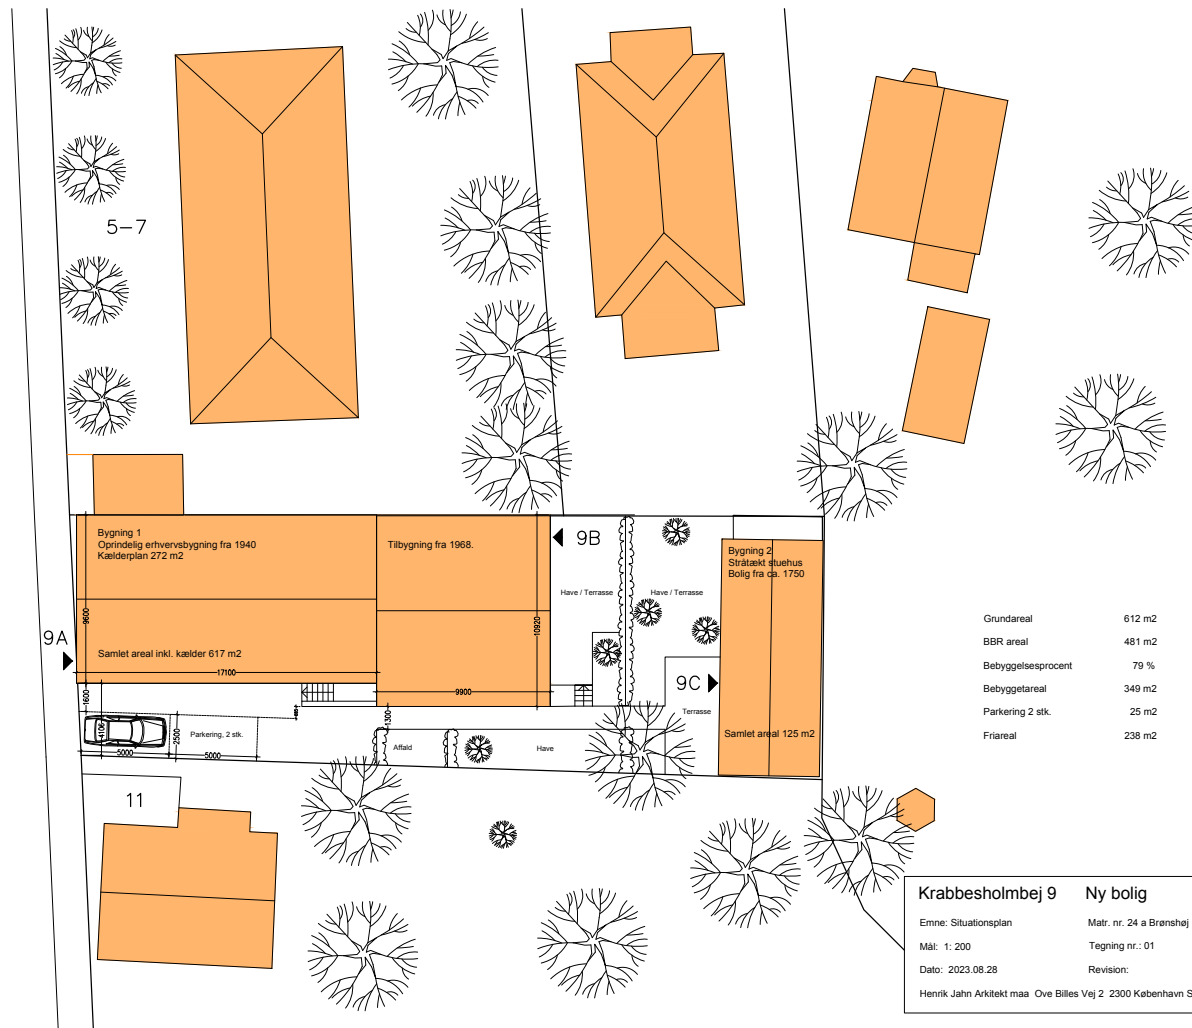 5-7
Bygning 1
Oprindelig erhvervsbygning fra 1940
Kælderplan 272 m2
Tilbygning fra 1968.
9B
Bygning 2
Stråtækt stuehus
Bolig fra ca. 1750
Have / Terrasse
Have / Terrasse
9600
10920
9A
Samlet areal inkl. kælder 617 m2
17100
9900
9C
Terrasse
1600
1300
4106
2500
Parkering, 2 stk.
5000
5000
Affald
Have
Samlet areal 125 m2
11
Grundareal 612 m2
BBR areal 481 m2
Bebyggelsesprocent 79 %
Bebyggetareal 349 m2
Parkering 2 stk. 25 m2
Friareal 238 m2
Krabbesholmbej 9 Ny bolig
Emne: Situationsplan Matr. nr. 24 a Brønshøj
Mål: 1: 200 Tegning nr.: 01
Dato: 2023.08.28 Revision:
Henrik Jahn Arkitekt maa Ove Billes Vej 2 2300 København S